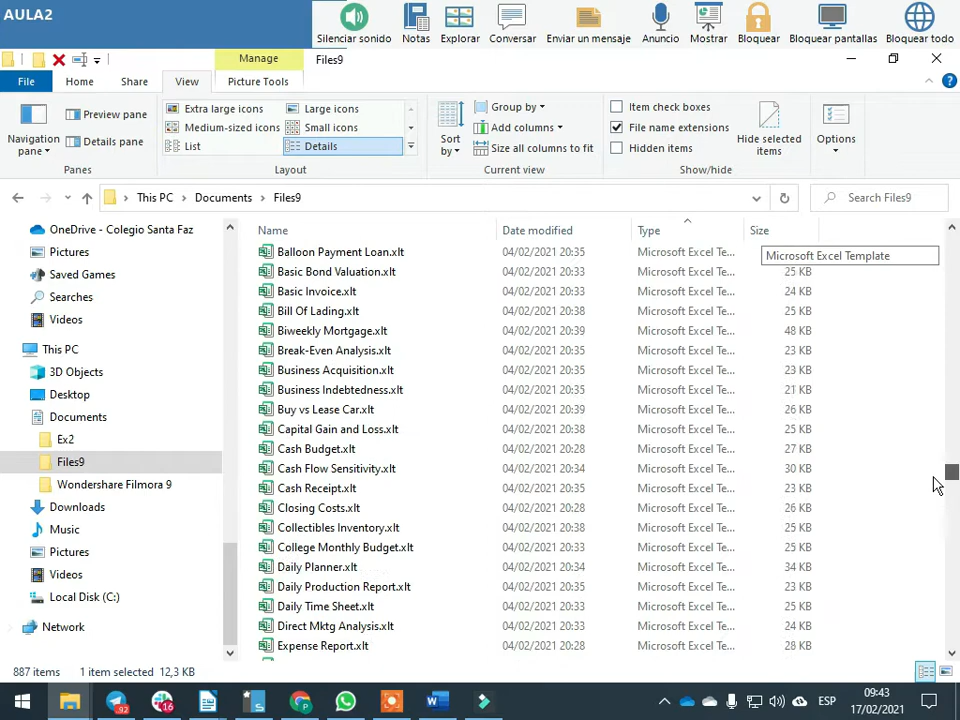 AULA2
Silenciar sonido Notas Explorar Conversar Enviar un mensaje Anuncio Mostrar Bloquear Bloquear pantallas Bloquear todo
Manage Files9
File Home Share View Picture Tools
Navigation pane
Preview pane
Details pane
Panes
Extra large icons Large icons
Medium-sized icons Small icons
List Details
Layout
Sort by
Group by
Add columns
Size all columns to fit
Current view
Item check boxes
File name extensions
Hidden items
Hide selected items
Show/hide
Options
This PC Documents Files9
Search Files9
OneDrive - Colegio Santa Faz
Pictures
Saved Games
Searches
Videos
This PC
3D Objects
Desktop
Documents
Ex2
Files9
Wondershare Filmora 9
Downloads
Music
Pictures
Videos
Local Disk (C:)
Network
Name Date modified Type Size
Microsoft Excel Template
Balloon Payment Loan.xlt 04/02/2021 20:35 Microsoft Excel Te...
Basic Bond Valuation.xlt 04/02/2021 20:33 Microsoft Excel Te... 25 KB
Basic Invoice.xlt 04/02/2021 20:33 Microsoft Excel Te... 24 KB
Bill Of Lading.xlt 04/02/2021 20:38 Microsoft Excel Te... 25 KB
Biweekly Mortgage.xlt 04/02/2021 20:39 Microsoft Excel Te... 48 KB
Break-Even Analysis.xlt 04/02/2021 20:35 Microsoft Excel Te... 23 KB
Business Acquisition.xlt 04/02/2021 20:35 Microsoft Excel Te... 23 KB
Business Indebtedness.xlt 04/02/2021 20:35 Microsoft Excel Te... 21 KB
Buy vs Lease Car.xlt 04/02/2021 20:39 Microsoft Excel Te... 26 KB
Capital Gain and Loss.xlt 04/02/2021 20:38 Microsoft Excel Te... 25 KB
Cash Budget.xlt 04/02/2021 20:28 Microsoft Excel Te... 27 KB
Cash Flow Sensitivity.xlt 04/02/2021 20:34 Microsoft Excel Te... 30 KB
Cash Receipt.xlt 04/02/2021 20:35 Microsoft Excel Te... 23 KB
Closing Costs.xlt 04/02/2021 20:28 Microsoft Excel Te... 26 KB
Collectibles Inventory.xlt 04/02/2021 20:38 Microsoft Excel Te... 25 KB
College Monthly Budget.xlt 04/02/2021 20:33 Microsoft Excel Te... 25 KB
Daily Planner.xlt 04/02/2021 20:34 Microsoft Excel Te... 34 KB
Daily Production Report.xlt 04/02/2021 20:35 Microsoft Excel Te... 23 KB
Daily Time Sheet.xlt 04/02/2021 20:33 Microsoft Excel Te... 25 KB
Direct Mktg Analysis.xlt 04/02/2021 20:33 Microsoft Excel Te... 24 KB
Expense Report.xlt 04/02/2021 20:28 Microsoft Excel Te... 26 KB
887 items 1 item selected 12,3 KB
92 16 ESP 09:43
17/02/2021